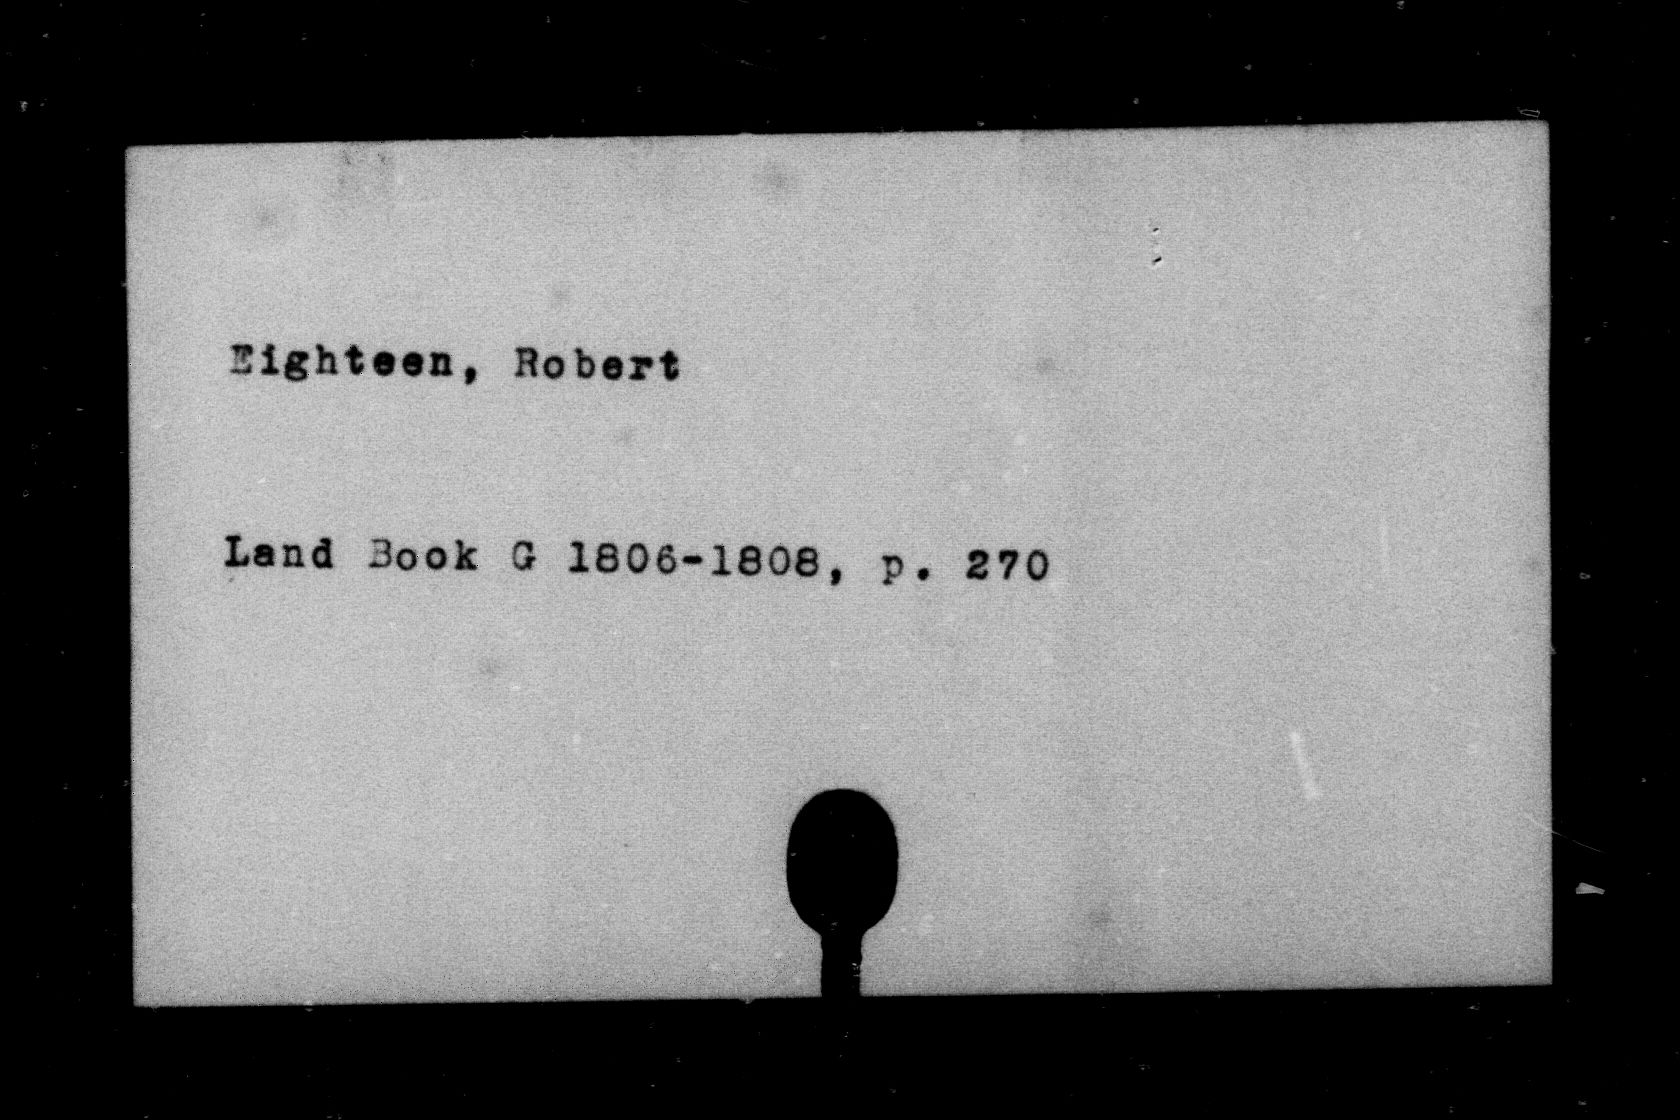 Eighteen, Robert
Land Book G 1806-1808, p. 270